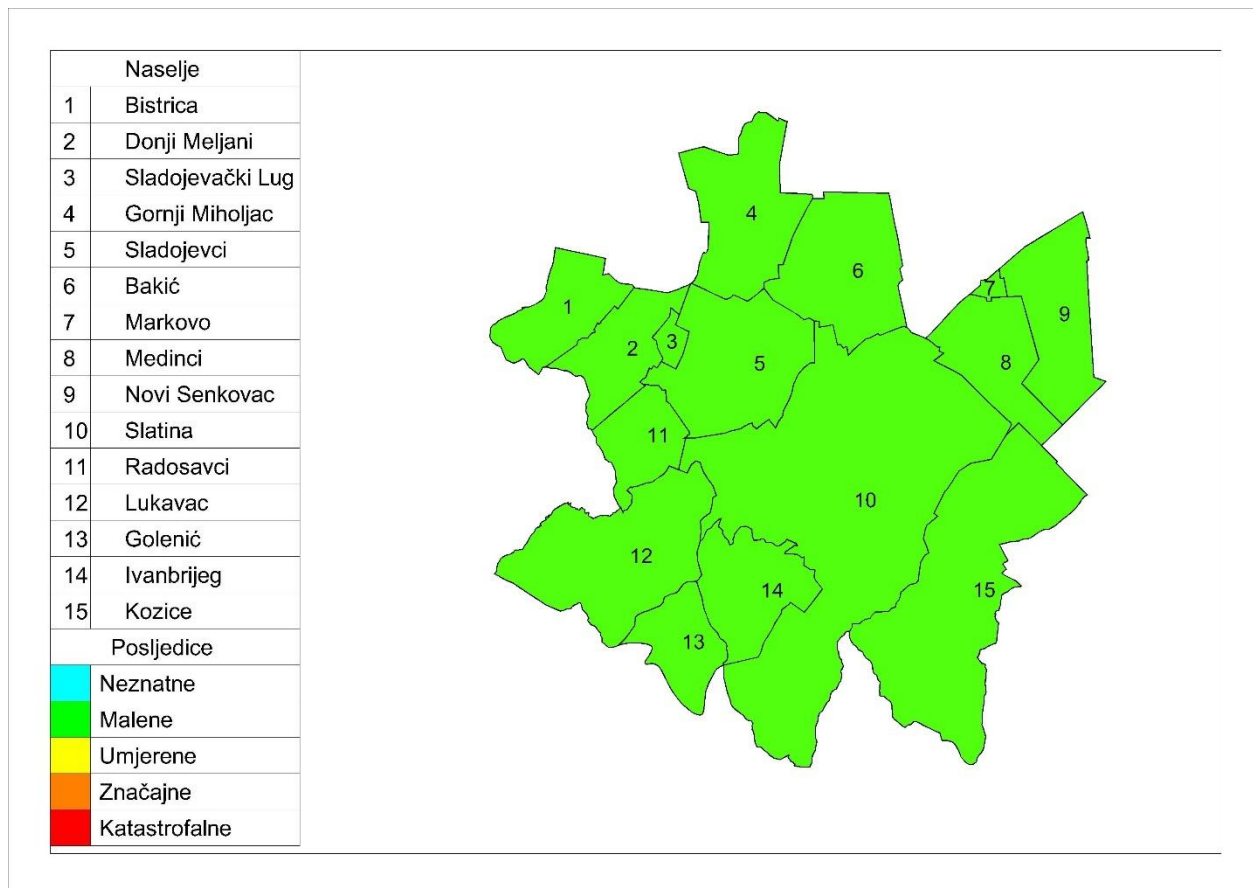 Naselje
1 Bistrica
2 Donji Meljani
3 Sladojevački Lug
4 Gornji Miholjac
5 Sladojevci
6 Bakić
7 Markovo
8 Medinci
9 Novi Senkovac
10 Slatina
11 Radosavci
12 Lukavac
13 Golenić
14 Ivanbrijeg
15 Kozice
Posljedice
Neznatne
Malene
Umjerene
Značajne
Katastrofalne
4
6
7
1
9
2
3
5
8
11
10
12
14
15
13